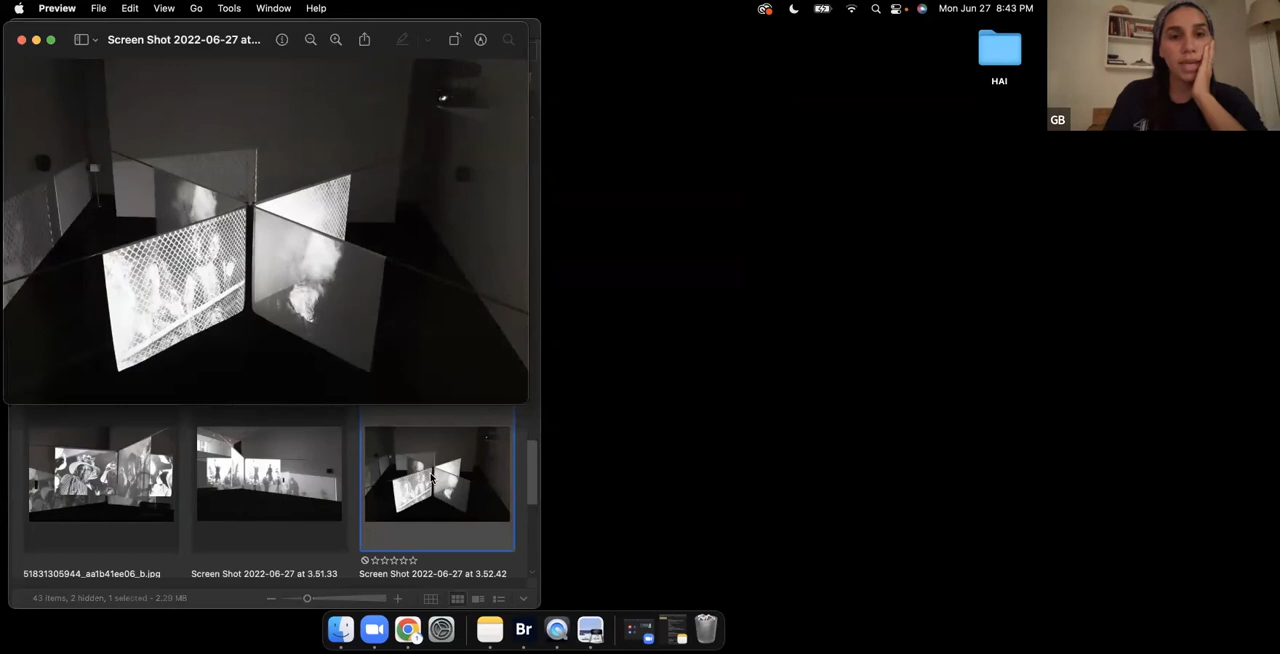 Preview File Edit View Go Tools Window Help
Mon Jun 27 8:43 PM
Screen Shot 2022-06-27 at...
HAI
GB
51831305944_aa1b41ee06_b.jpg
Screen Shot 2022-06-27 at 3.51.33
Screen Shot 2022-06-27 at 3.52.42
43 items, 2 hidden, 1 selected - 2.29 MB
Br